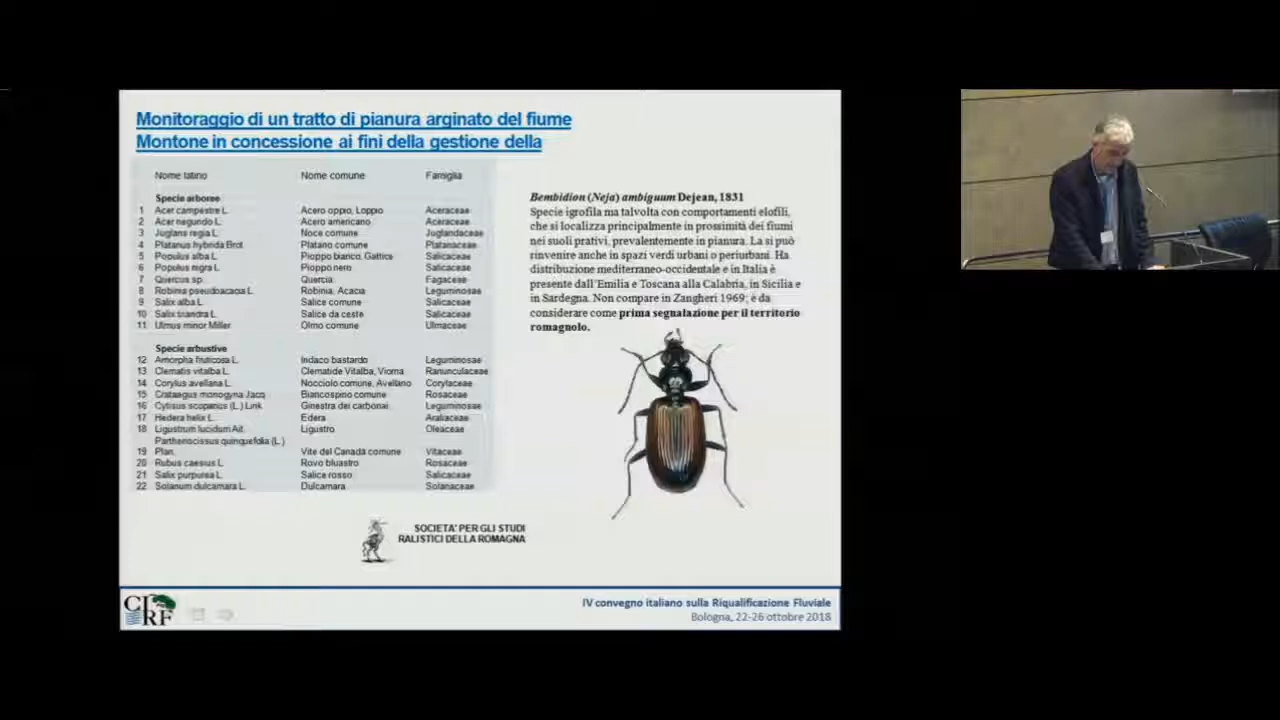 Monitoraggio di un tratto di pianura arginato del fiume
Montone in concessione ai fini della gestione della
Nome latino Nome comune Famiglia
Specie arboree
1 Acer campestre L. Acero oppio, Loppio Aceraceae
2 Acer negundo L. Acero americano Aceraceae
3 Juglans regia L. Noce comune Juglandaceae
4 Platanus hybrida Brot. Platano comune Platanaceae
5 Populus alba L. Pioppo bianco, Gattice Salicaceae
6 Populus nigra L. Pioppo nero Salicaceae
7 Quercus sp. Quercia Fagaceae
8 Robinia pseudoacacia L. Robinia, Acacia Leguminosae
9 Salix alba L. Salice comune Salicaceae
10 Salix triandra L. Salice da ceste Salicaceae
11 Ulmus minor Miller Olmo comune Ulmaceae
Specie arbustive
12 Amorpha fruticosa L. Indaco bastardo Leguminosae
13 Clematis vitalba L. Clematide Vitalba, Viorna Ranunculaceae
14 Corylus avellana L. Nocciolo comune, Avellano Corylaceae
15 Crataegus monogyna Jacq. Biancospino comune Rosaceae
16 Cytisus scoparius (L.) Link Ginestra dei carbonai Leguminosae
17 Hedera helix L. Edera Araliaceae
18 Ligustrum lucidum Ait. Ligustro Oleaceae
Parthenocissus quinquefolia (L.)
19 Plan. Vite del Canadà comune Vitaceae
20 Rubus caesius L. Rovo bluastro Rosaceae
21 Salix purpurea L. Salice rosso Salicaceae
22 Solanum dulcamara L. Dulcamara Solanaceae
Bembidion (Neja) ambiguum Dejean, 1831
Specie igrofila ma talvolta con comportamenti elofili,
che si localizza principalmente in prossimità dei fiumi
nei suoli prativi, prevalentemente in pianura. La si può
rinvenire anche in spazi verdi urbani o periurbani. Ha
distribuzione mediterraneo-occidentale e in Italia è
presente dall'Emilia e Toscana alla Calabria, in Sicilia e
in Sardegna. Non compare in Zangheri 1969; è da
considerare come prima segnalazione per il territorio
romagnolo.
SOCIETA' PER GLI STUDI
RALISTICI DELLA ROMAGNA
CIRF
IV convegno italiano sulla Riqualificazione Fluviale
Bologna, 22-26 ottobre 2018